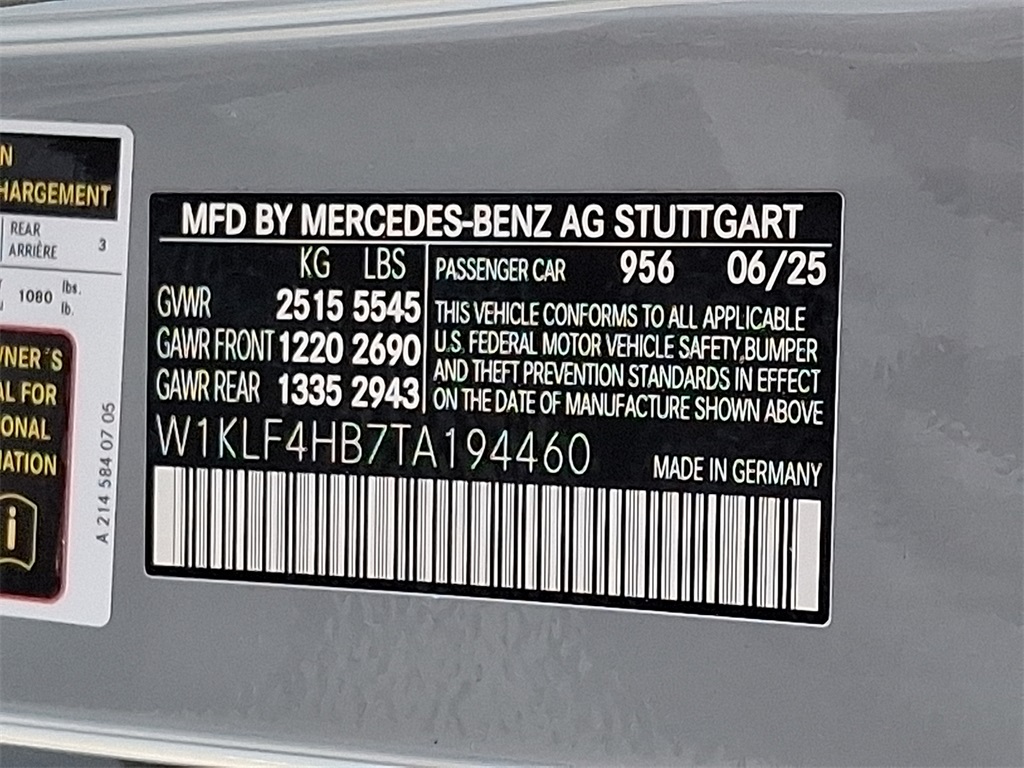 N
HARGEMENT
REAR
ARRIÈRE 3
1080 lbs.
lb.
WNER´S
AL FOR
ONAL
MATION
i
A 214 584 07 05
MFD BY MERCEDES-BENZ AG STUTTGART
KG LBS
GVWR 2515 5545
GAWR FRONT 1220 2690
GAWR REAR 1335 2943
PASSENGER CAR 956 06/25
THIS VEHICLE CONFORMS TO ALL APPLICABLE
U.S. FEDERAL MOTOR VEHICLE SAFETY,BUMPER
AND THEFT PREVENTION STANDARDS IN EFFECT
ON THE DATE OF MANUFACTURE SHOWN ABOVE
W1KLF4HB7TA194460
MADE IN GERMANY